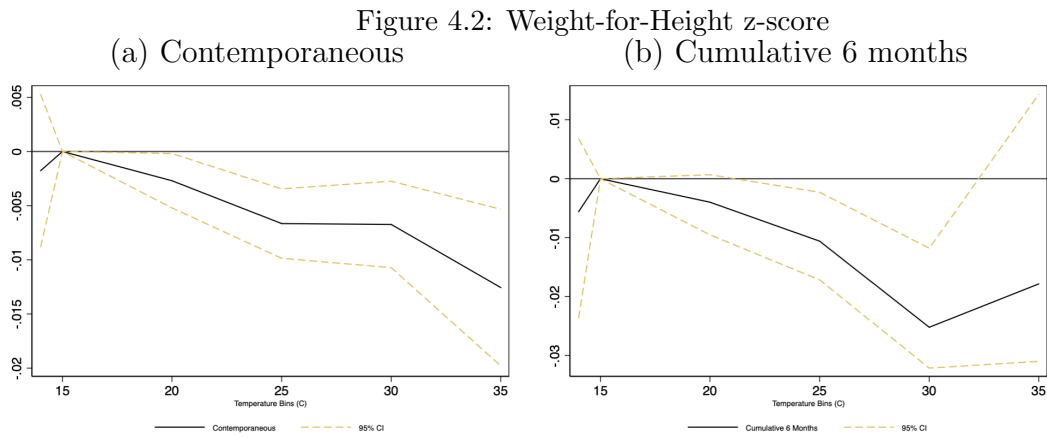 Figure 4.2: Weight-for-Height z-score
(a) Contemporaneous
(b) Cumulative 6 months
.005
0
-.005
-.01
-.015
-.02
15
20
25
30
35
Temperature Bins (C)
Contemporaneous
95% CI
.01
0
-.01
-.02
-.03
15
20
25
30
35
Temperature Bins (C)
Cumulative 6 Months
95% CI